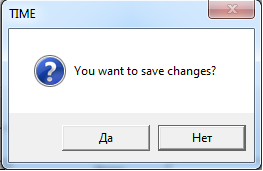 TIME
You want to save changes?
Да
Нет